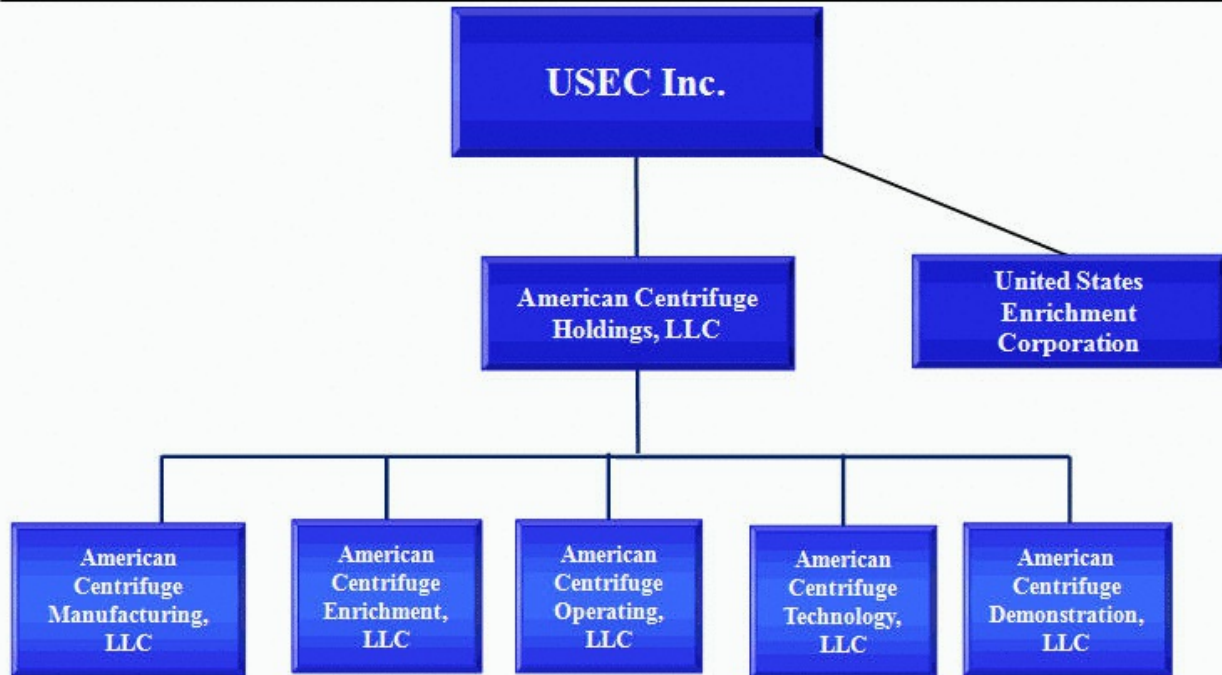 USEC Inc.
American Centrifuge
Holdings, LLC
United States
Enrichment
Corporation
American
Centrifuge
Manufacturing,
LLC
American
Centrifuge
Enrichment,
LLC
American
Centrifuge
Operating,
LLC
American
Centrifuge
Technology,
LLC
American
Centrifuge
Demonstration,
LLC